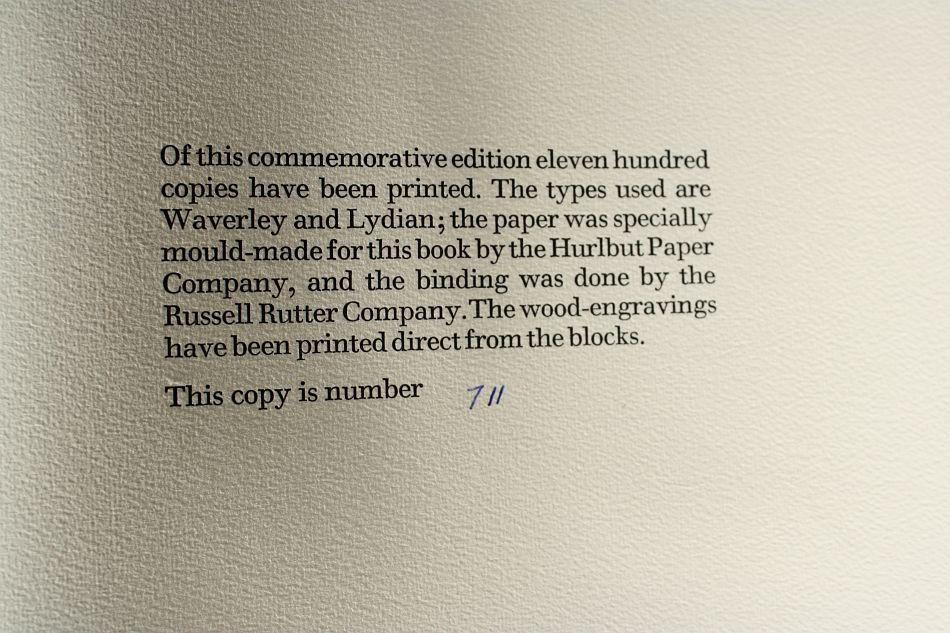 Of this commemorative edition eleven hundred
copies have been printed. The types used are
Waverley and Lydian; the paper was specially
mould-made for this book by the Hurlbut Paper
Company, and the binding was done by the
Russell Rutter Company. The wood-engravings
have been printed direct from the blocks.
This copy is number 711